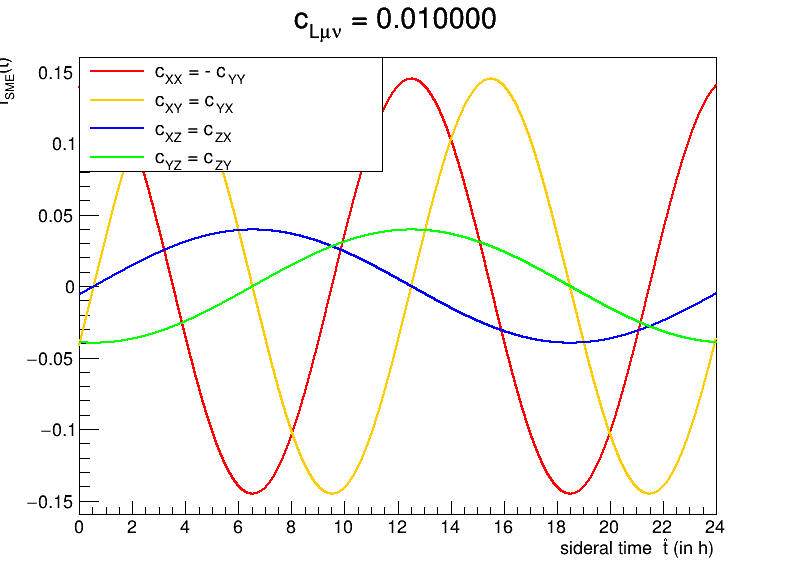 c_Lμν = 0.010000
f_SME(t)
c_XX = - c_YY
c_XY = c_YX
c_XZ = c_ZX
c_YZ = c_ZY
0.15
0.1
0.05
0
−0.05
−0.1
−0.15
0 2 4 6 8 10 12 14 16 18 20 22 24
sideral time t̂ (in h)